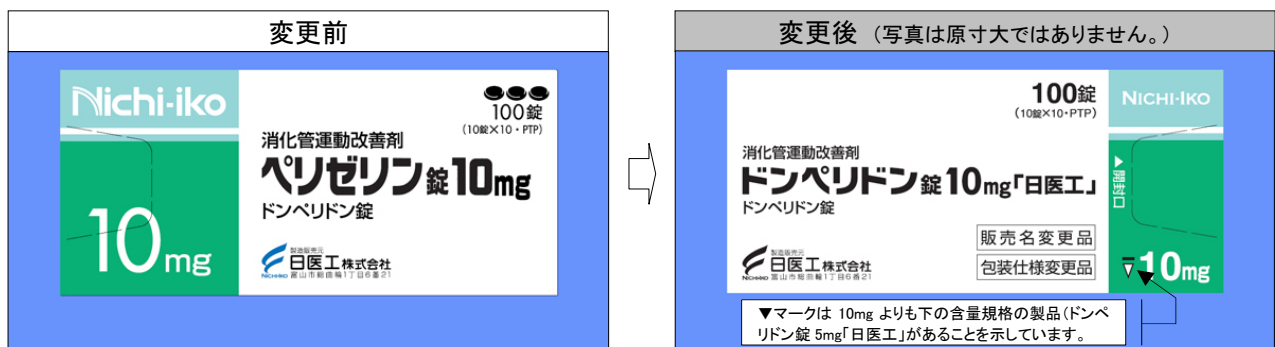 変更前
Nichi-iko
100錠
(10錠×10・PTP)
消化管運動改善剤
ペリゼリン錠10mg
ドンペリドン錠
10mg
製造販売元
日医工株式会社
NICHI-IKO 富山市総曲輪1丁目6番21
変更後 (写真は原寸大ではありません。)
100錠
(10錠×10・PTP)
NICHI-IKO
消化管運動改善剤
ドンペリドン錠10mg「日医工」
ドンペリドン錠
▲開封口
販売名変更品
包装仕様変更品
製造販売元
日医工株式会社
NICHI-IKO 富山市総曲輪1丁目6番21
▽10mg
▼マークは 10mg よりも下の含量規格の製品(ドンペ
リドン錠 5mg「日医工」があることを示しています。